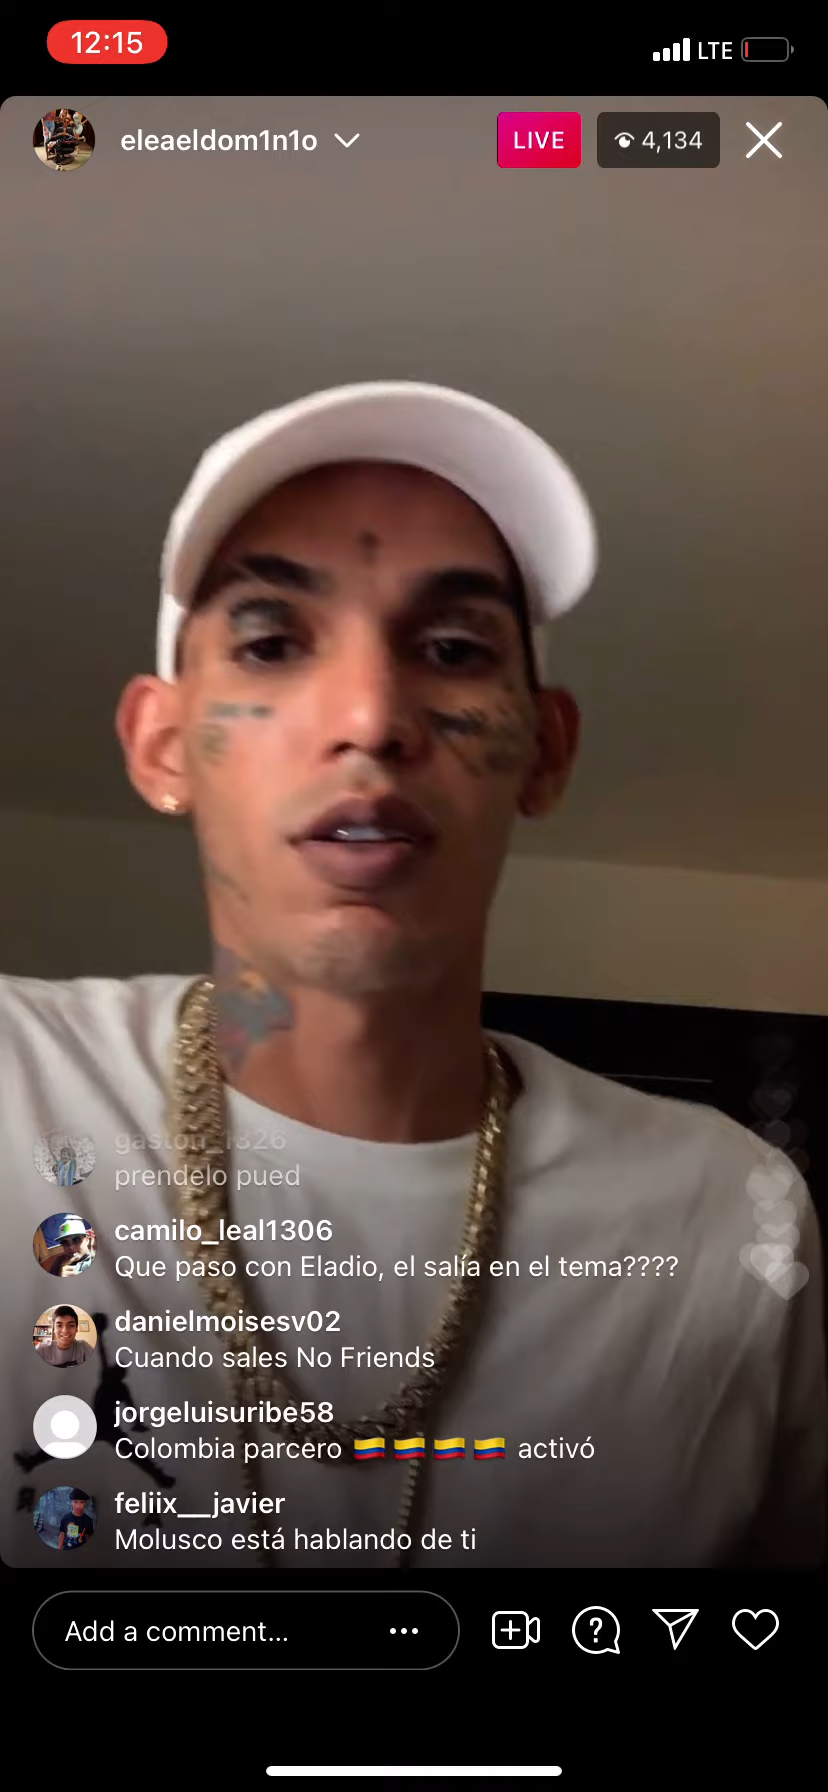 12:15
LTE
eleaeldom1n1o
LIVE
4,134
gaston_1326
prendelo pued
camilo_leal1306
Que paso con Eladio, el salía en el tema????
danielmoisesv02
Cuando sales No Friends
jorgeluisuribe58
Colombia parcero 🇨🇴🇨🇴🇨🇴🇨🇴 activó
feliix__javier
Molusco está hablando de ti
Add a comment...